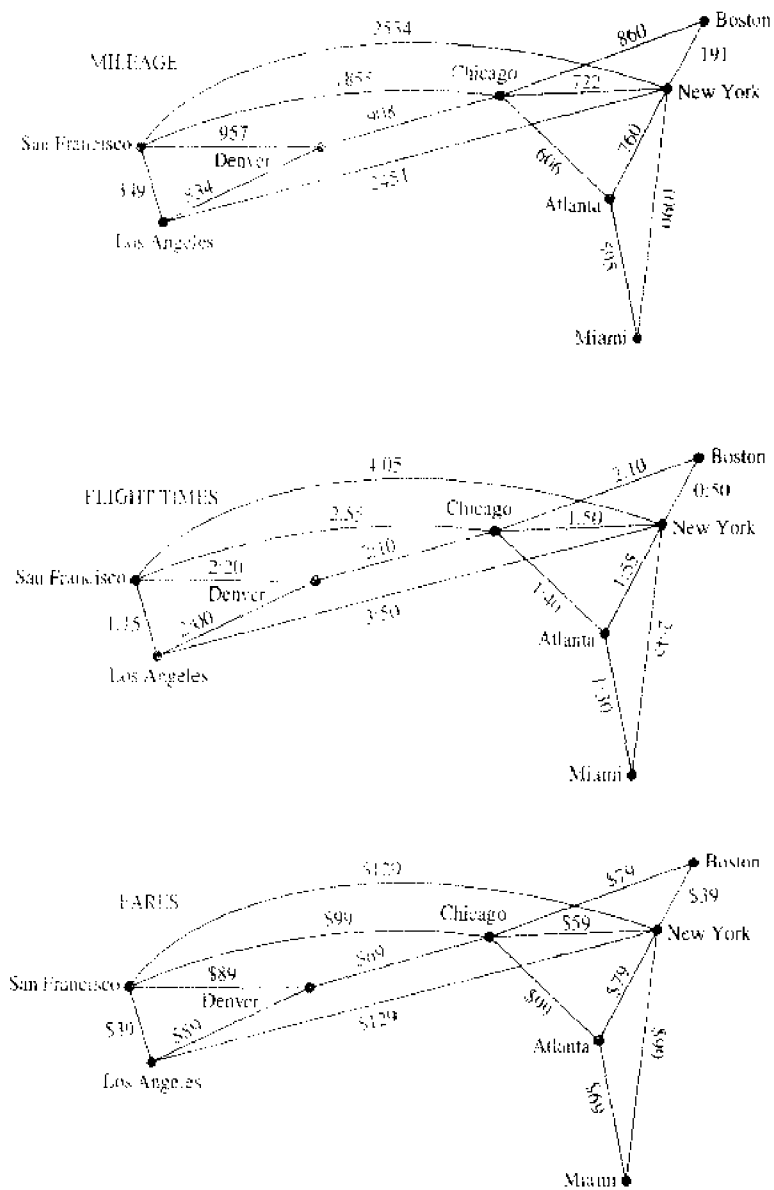 2534
860
Boston
191
MILEAGE
855
Chicago
722
New York
908
San Francisco
957
Denver
760
606
834
2451
Atlanta
1090
Los Angeles
595
Miami
4:05
2:10
Boston
0:50
FLIGHT TIMES
2:55
Chicago
1:50
New York
2:10
San Francisco
2:20
Denver
1:55
1:40
1:15
2:00
3:50
Atlanta
2:45
Los Angeles
1:30
Miami
$129
$79
Boston
$39
FARES
$99
Chicago
$59
New York
$69
San Francisco
$89
Denver
$79
$39
$129
Atlanta
$99
Los Angeles
$69
Miami